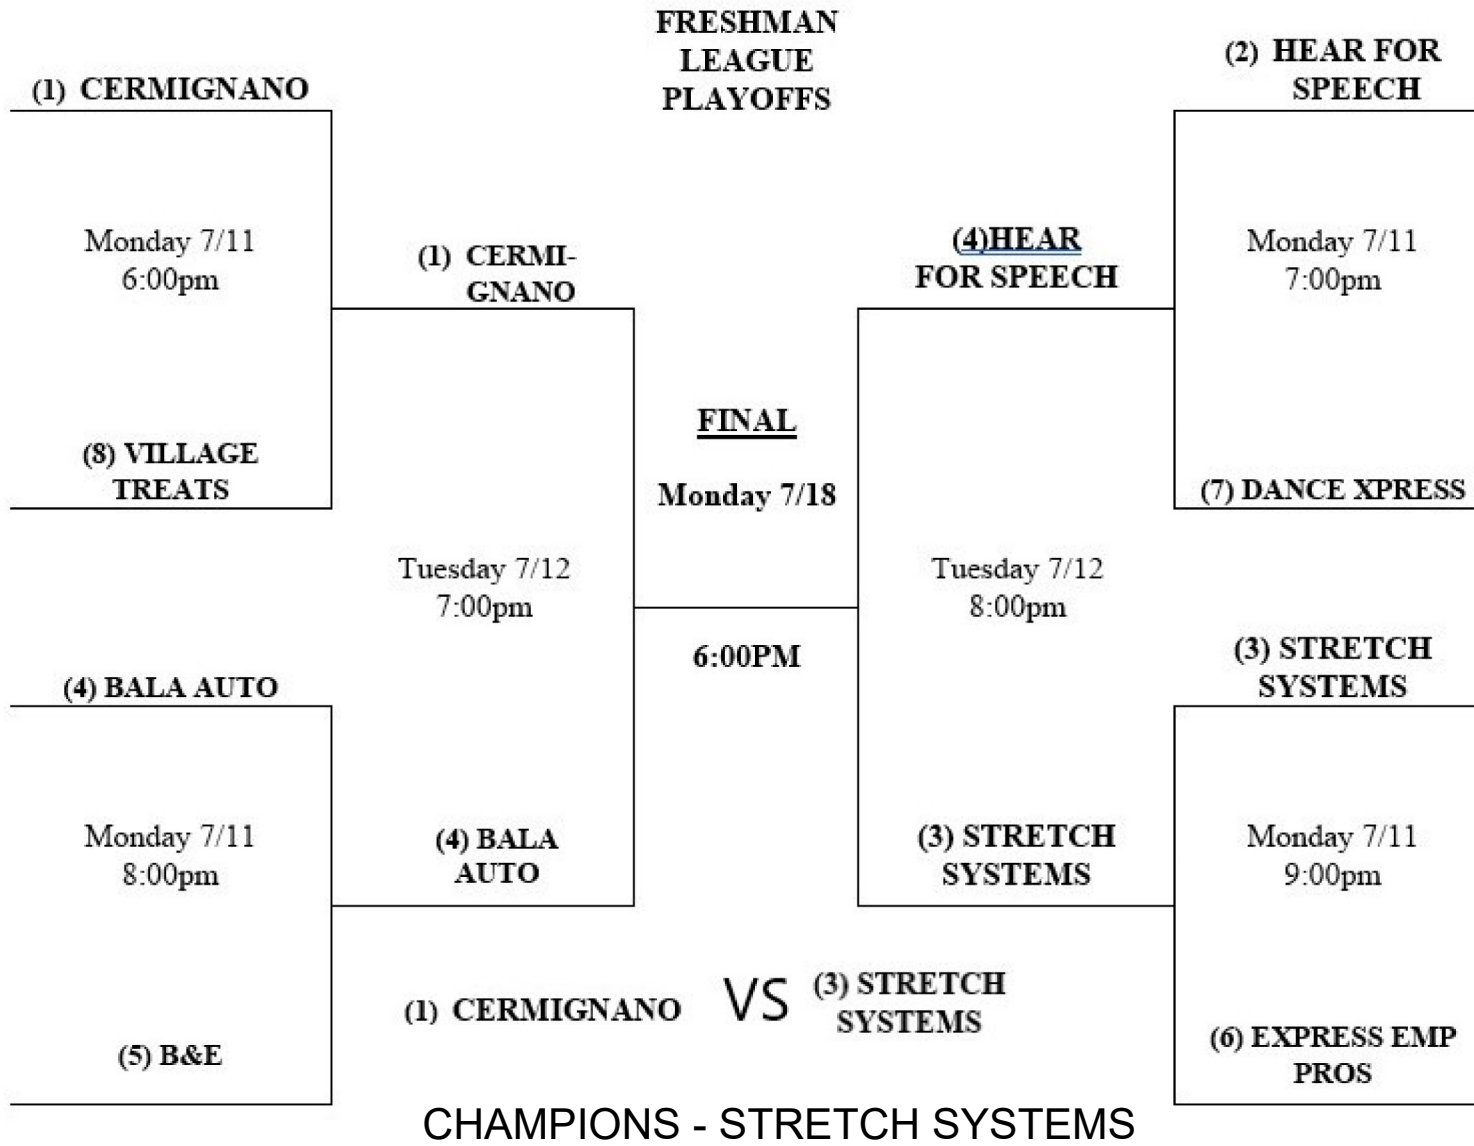 FRESHMAN
LEAGUE
PLAYOFFS
(1) CERMIGNANO
(2) HEAR FOR
SPEECH
Monday 7/11
6:00pm
(1) CERMI-
GNANO
(4)HEAR
FOR SPEECH
Monday 7/11
7:00pm
(8) VILLAGE
TREATS
FINAL
Monday 7/18
(7) DANCE XPRESS
Tuesday 7/12
7:00pm
Tuesday 7/12
8:00pm
6:00PM
(4) BALA AUTO
(3) STRETCH
SYSTEMS
Monday 7/11
8:00pm
(4) BALA
AUTO
(3) STRETCH
SYSTEMS
Monday 7/11
9:00pm
(1) CERMIGNANO VS (3) STRETCH
SYSTEMS
(5) B&E
(6) EXPRESS EMP
PROS
CHAMPIONS - STRETCH SYSTEMS